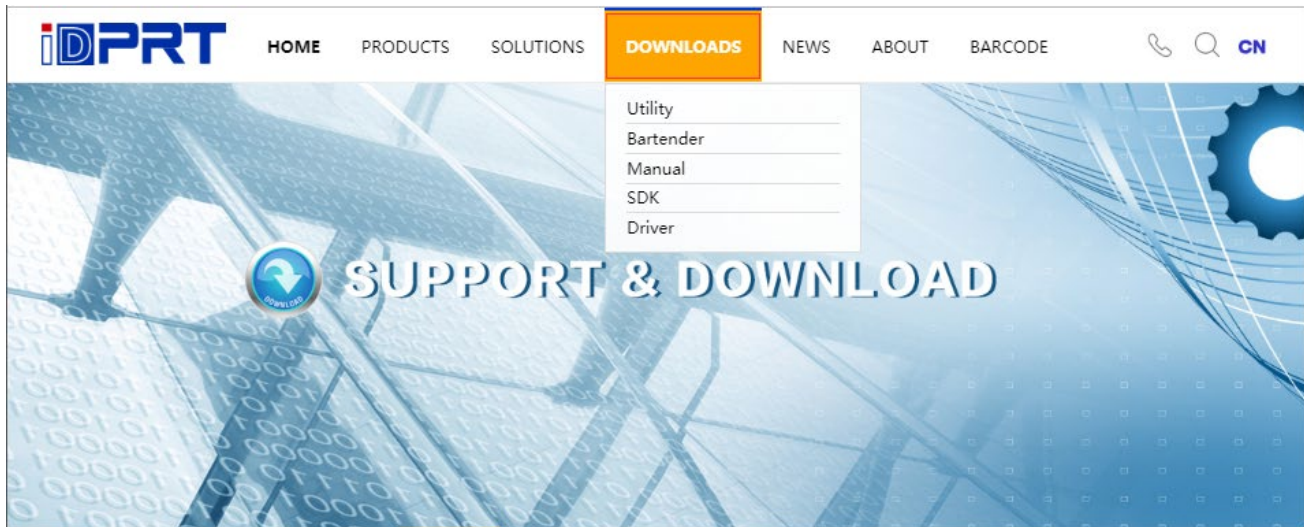 iDPRT HOME PRODUCTS SOLUTIONS DOWNLOADS NEWS ABOUT BARCODE CN
Utility
Bartender
Manual
SDK
Driver
DOWNLOAD
SUPPORT & DOWNLOAD